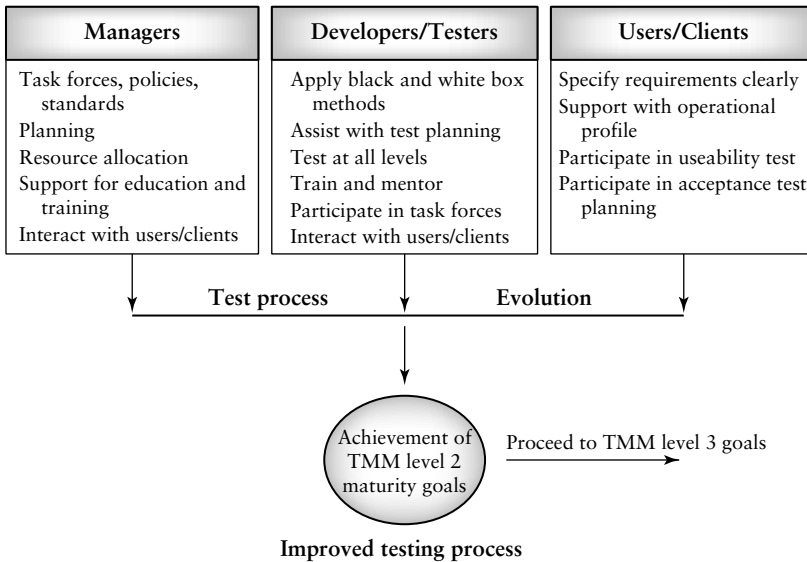 Managers
Task forces, policies,
standards
Planning
Resource allocation
Support for education and
training
Interact with users/clients
Developers/Testers
Apply black and white box
methods
Assist with test planning
Test at all levels
Train and mentor
Participate in task forces
Interact with users/clients
Users/Clients
Specify requirements clearly
Support with operational
profile
Participate in useability test
Participate in acceptance test
planning
Test process
Evolution
Achievement of
TMM level 2
maturity goals
Proceed to TMM level 3 goals
Improved testing process